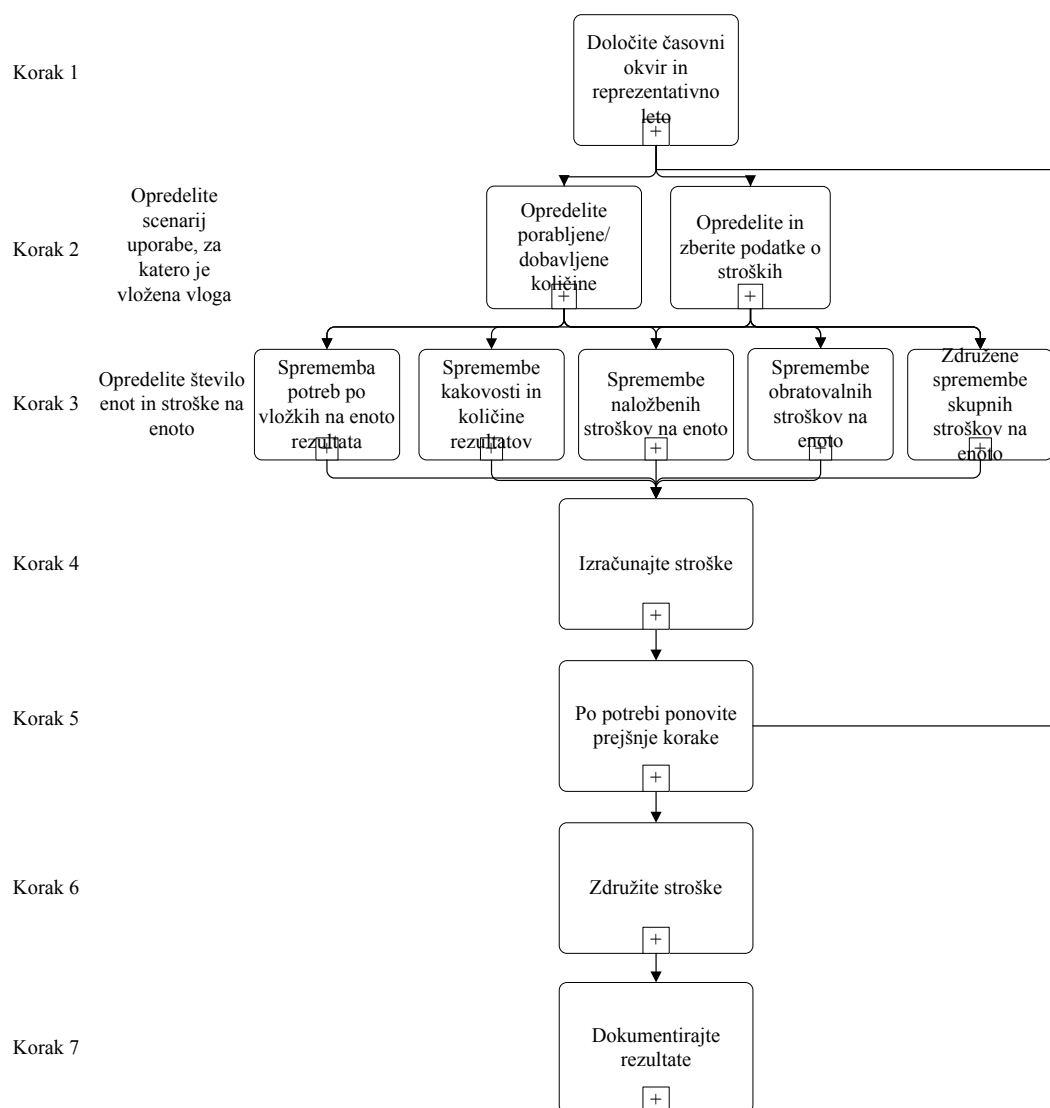 Korak 1
Določite časovni
okvir in
reprezentativno
leto
+
Korak 2
Opredelite
scenarij
uporabe, za
katero je
vložena vloga
Opredelite
porabljene/
dobavljene
količine
+
Opredelite in
zberite podatke o
stroških
+
Korak 3
Opredelite število
enot in stroške na
enoto
Sprememba
potreb po
vložkih na enoto
rezultata
+
Spremembe
kakovosti in
količine
rezultatov
+
Spremembe
naložbenih
stroškov na enoto
+
Spremembe
obratovalnih
stroškov na
enoto
+
Združene
spremembe
skupnih
stroškov na
enoto
+
Korak 4
Izračunajte stroške
+
Korak 5
Po potrebi ponovite
prejšnje korake
+
Korak 6
Združite stroške
+
Korak 7
Dokumentirajte
rezultate
+